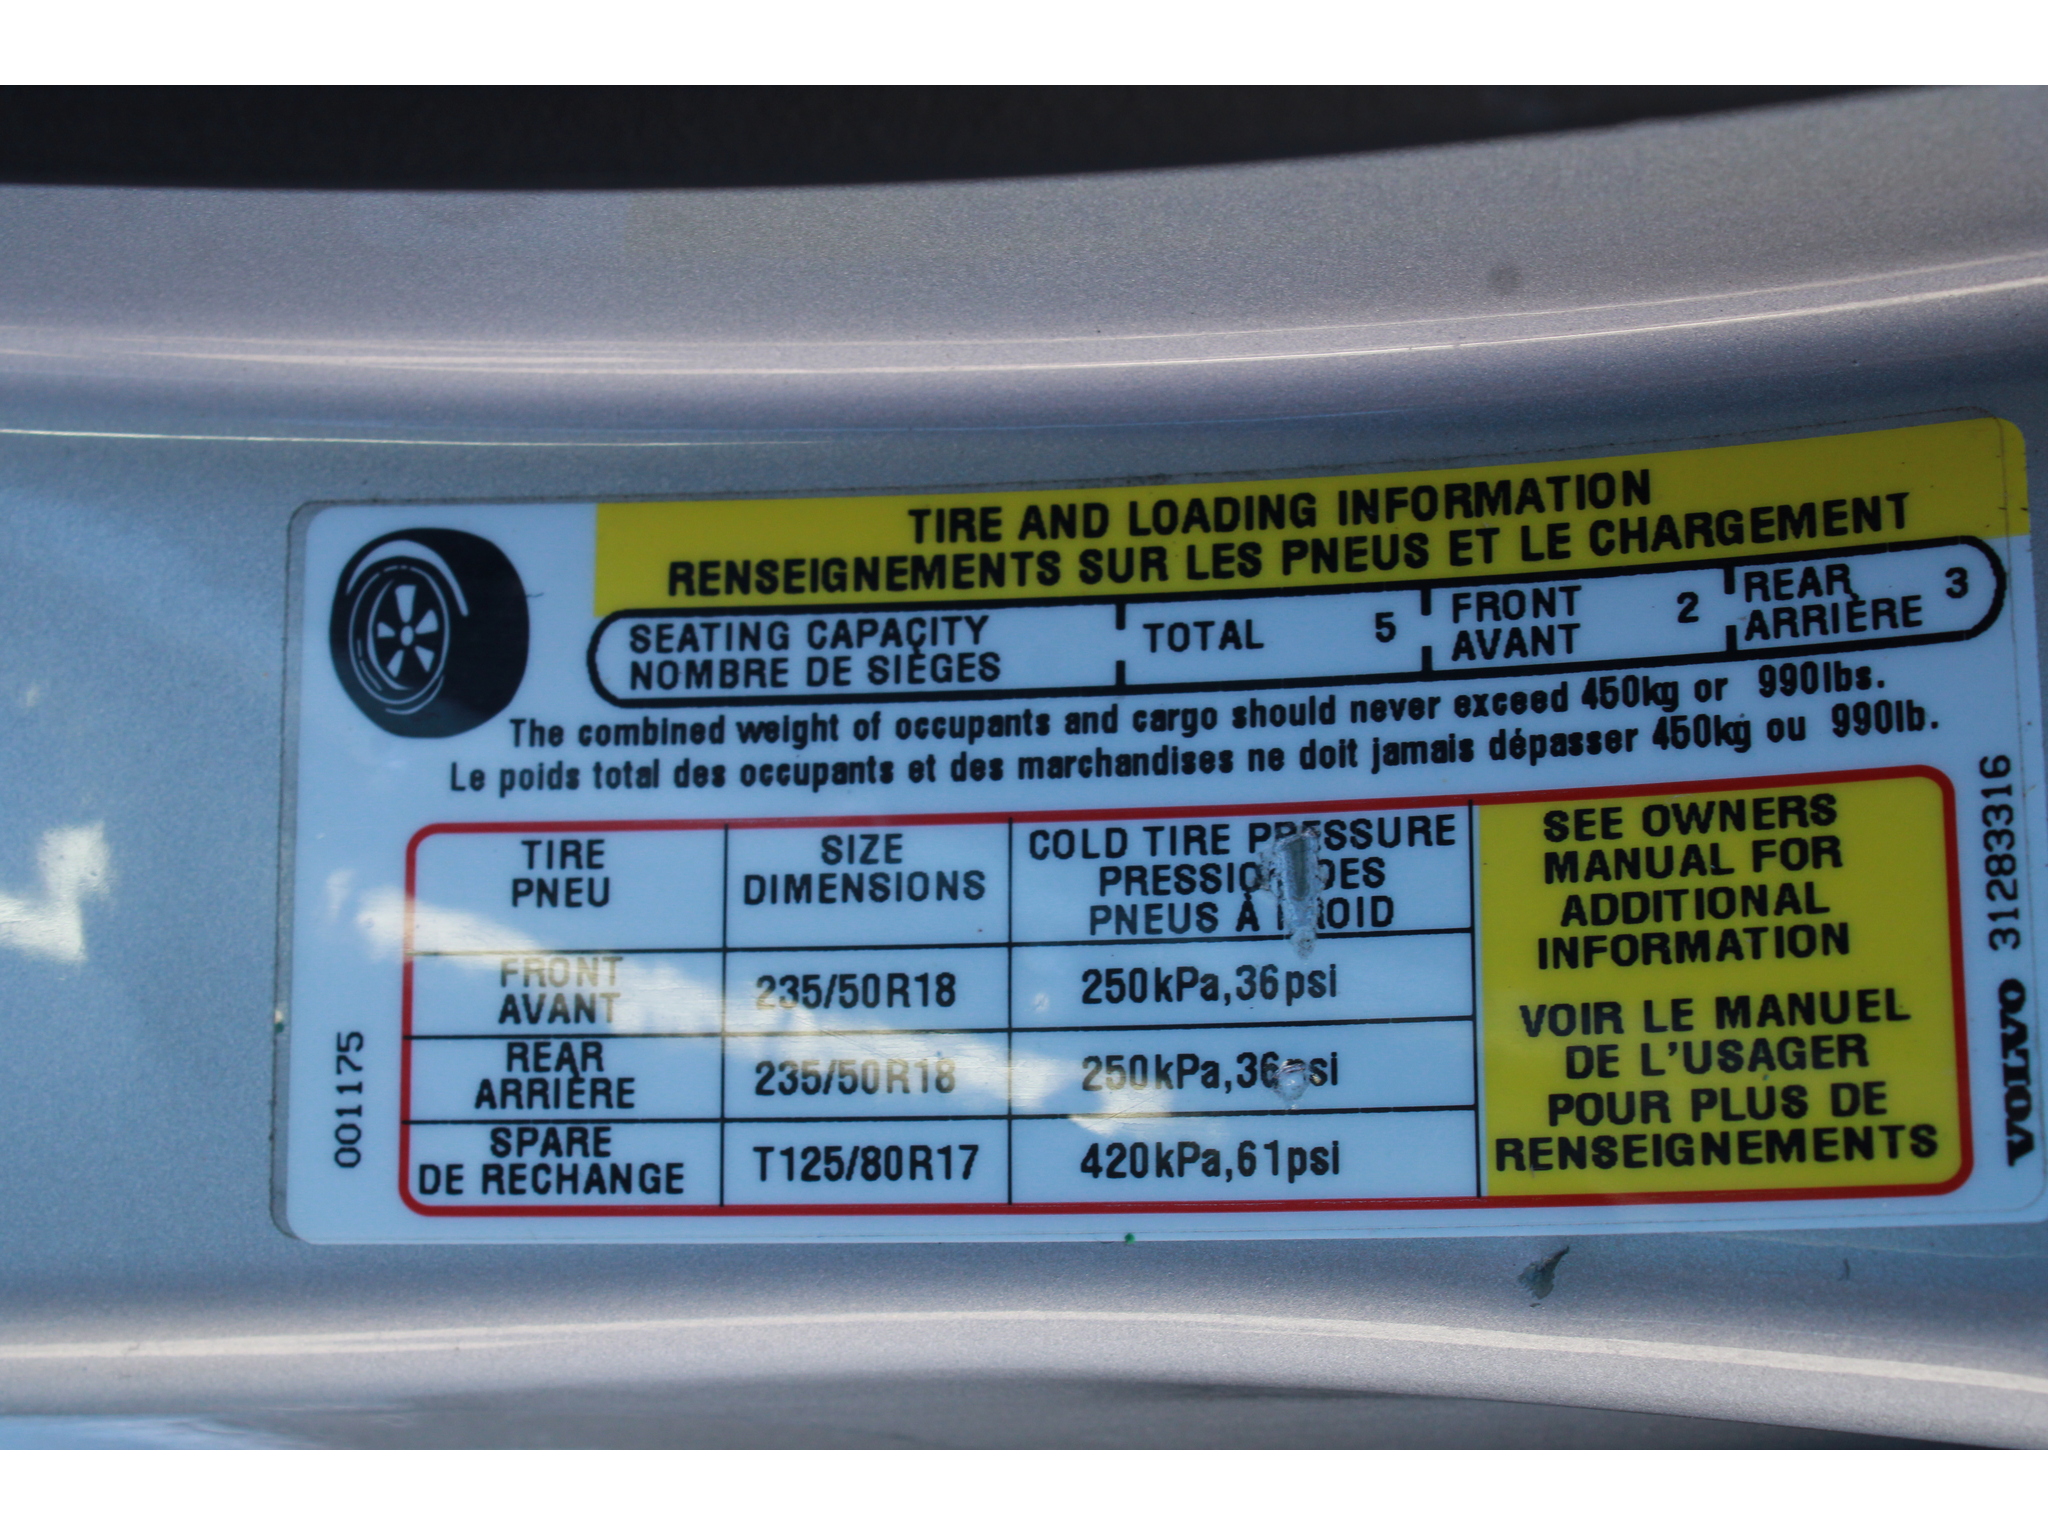 TIRE AND LOADING INFORMATION
RENSEIGNEMENTS SUR LES PNEUS ET LE CHARGEMENT
SEATING CAPACITY
NOMBRE DE SIÈGES
TOTAL 5
FRONT
AVANT
2
REAR
ARRIÈRE
3
The combined weight of occupants and cargo should never exceed 450kg or 990lbs.
Le poids total des occupants et des marchandises ne doit jamais dépasser 450kg ou 990lb.
TIRE
PNEU
SIZE
DIMENSIONS
COLD TIRE PRESSURE
PRESSION DES
PNEUS À FROID
FRONT
AVANT
235/50R18
250kPa,36psi
REAR
ARRIÈRE
235/50R18
250kPa,36psi
SPARE
DE RECHANGE
T125/80R17
420kPa,61psi
SEE OWNERS
MANUAL FOR
ADDITIONAL
INFORMATION
VOIR LE MANUEL
DE L'USAGER
POUR PLUS DE
RENSEIGNEMENTS
001175
VOLVO 31283316